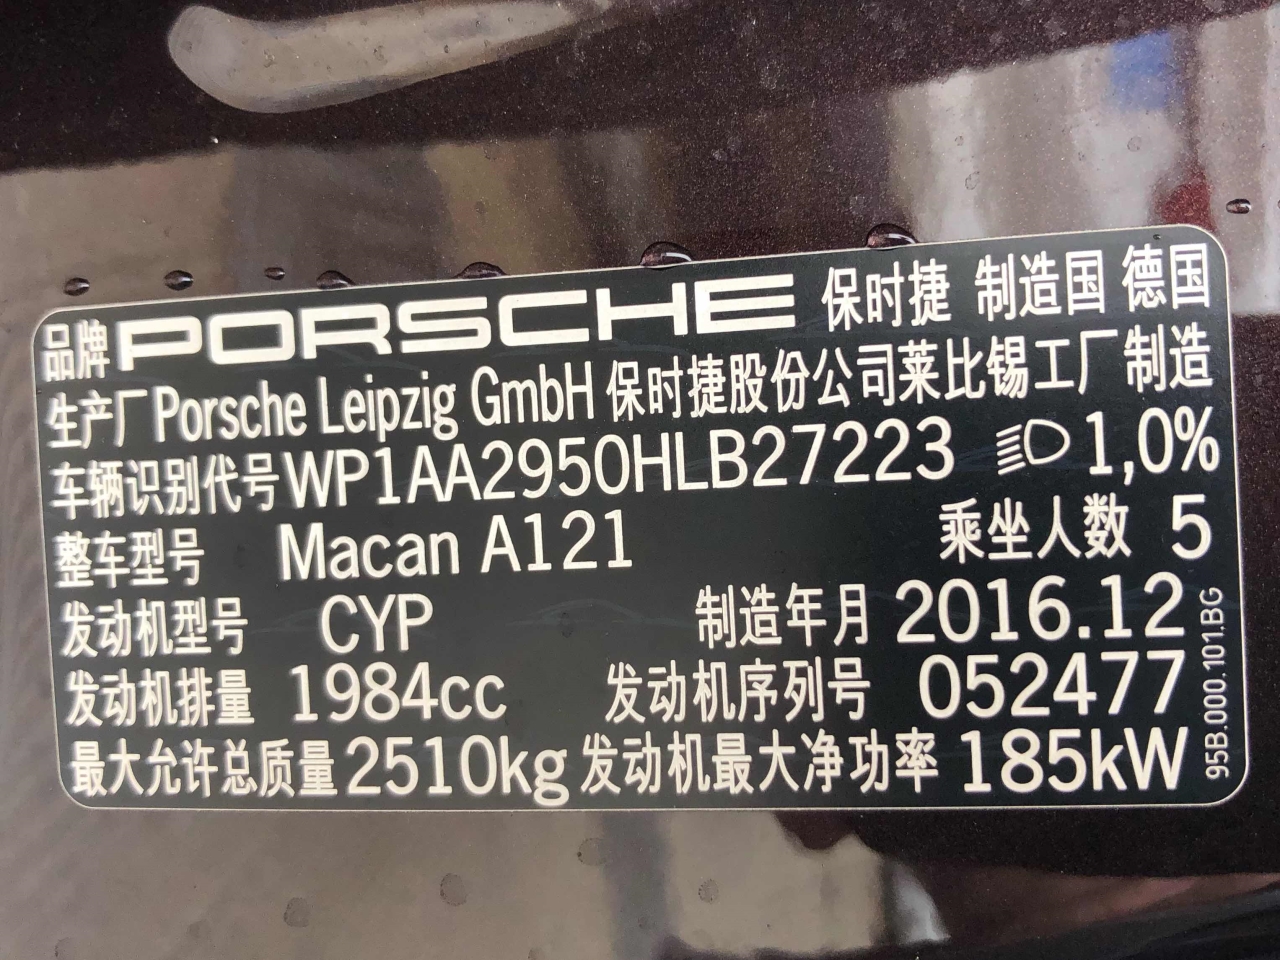 品牌 PORSCHE 保时捷 制造国 德国
生产厂 Porsche Leipzig GmbH 保时捷股份公司莱比锡工厂制造
车辆识别代号 WP1AA2950HLB27223 1,0%
整车型号 Macan A121 乘坐人数 5
发动机型号 CYP 制造年月 2016.12
发动机排量 1984cc 发动机序列号 052477
最大允许总质量 2510kg 发动机最大净功率 185kW
95B.000.101.BG